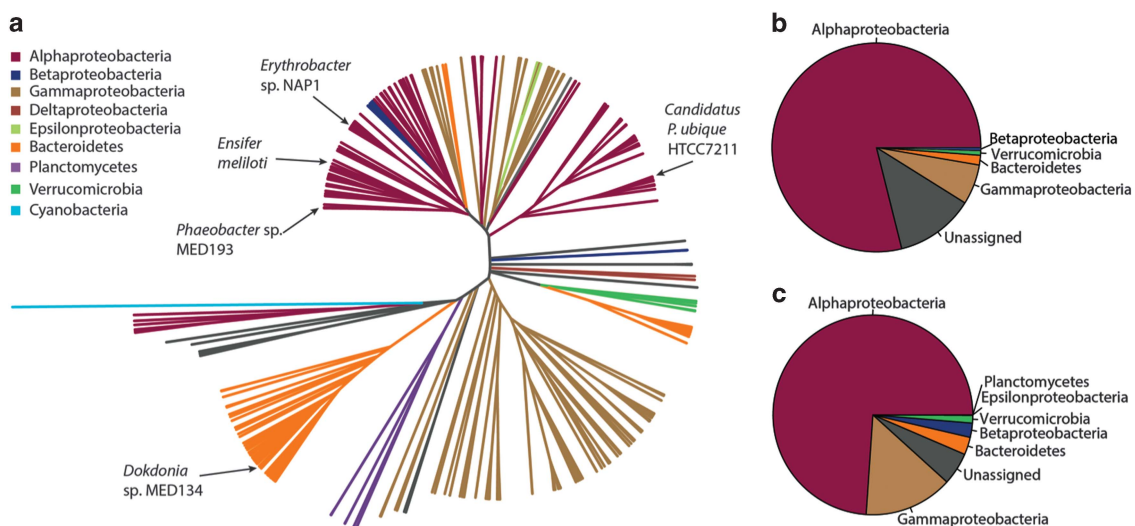 a
Alphaproteobacteria
Betaproteobacteria
Gammaproteobacteria
Deltaproteobacteria
Epsilonproteobacteria
Bacteroidetes
Planctomycetes
Verrucomicrobia
Cyanobacteria
Erythrobacter
sp. NAP1
Ensifer
meliloti
Phaeobacter sp.
MED193
Candidatus
P. ubique
HTCC7211
Dokdonia
sp. MED134
b
Alphaproteobacteria
Betaproteobacteria
Verrucomicrobia
Bacteroidetes
Gammaproteobacteria
Unassigned
c
Alphaproteobacteria
Planctomycetes
Epsilonproteobacteria
Verrucomicrobia
Betaproteobacteria
Bacteroidetes
Unassigned
Gammaproteobacteria